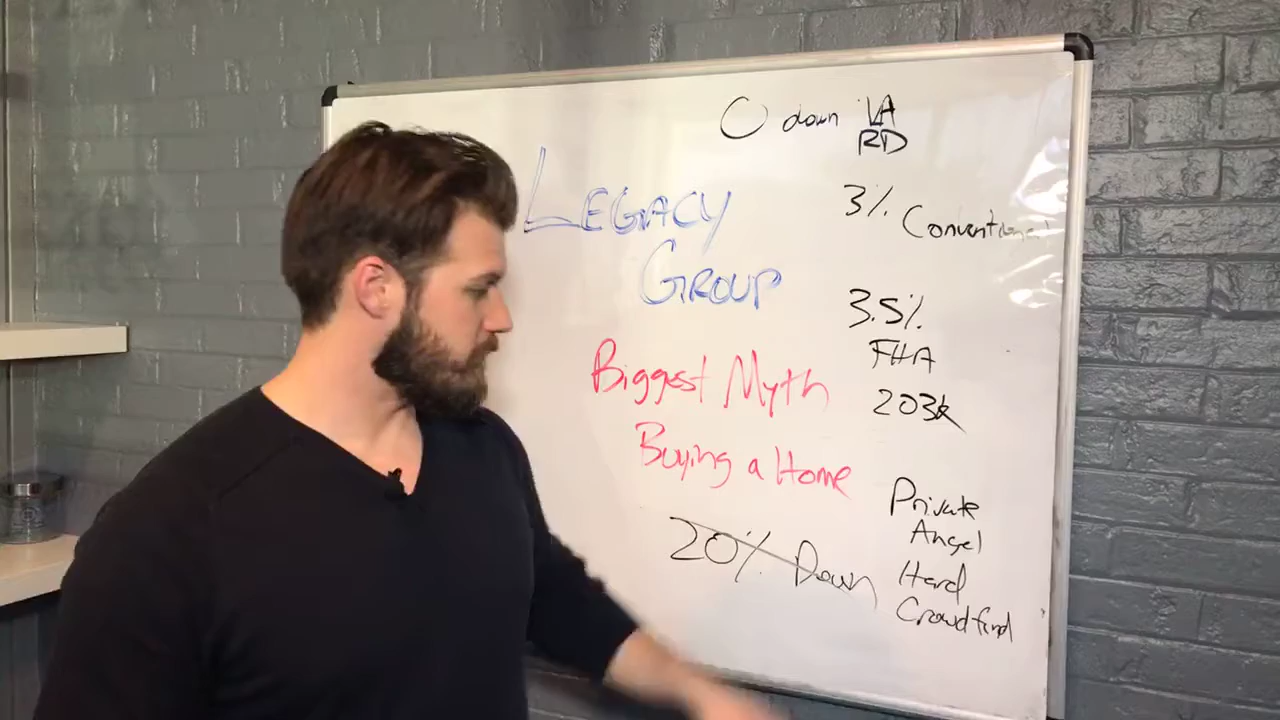 0 down VA
RD
3% Conventional
LEGACY
GROUP
3.5%
FHA
203k
Biggest Myth
Buying a Home
20% Down
Private
Angel
Hard
Crowdfund